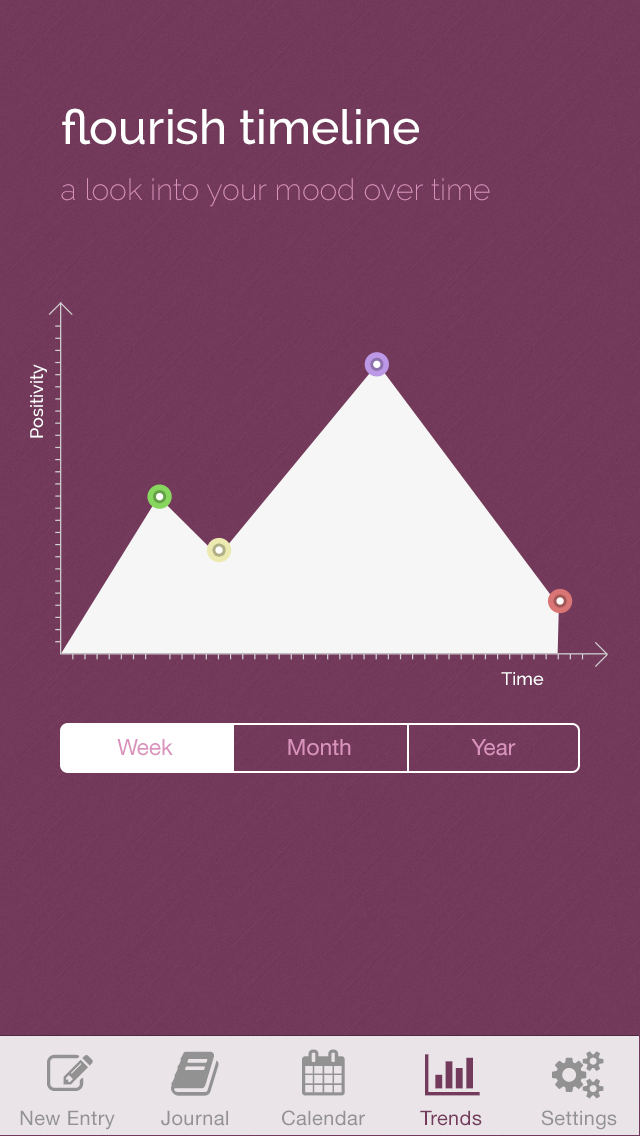 flourish timeline
a look into your mood over time
Positivity
Time
Week Month Year
New Entry Journal Calendar Trends Settings